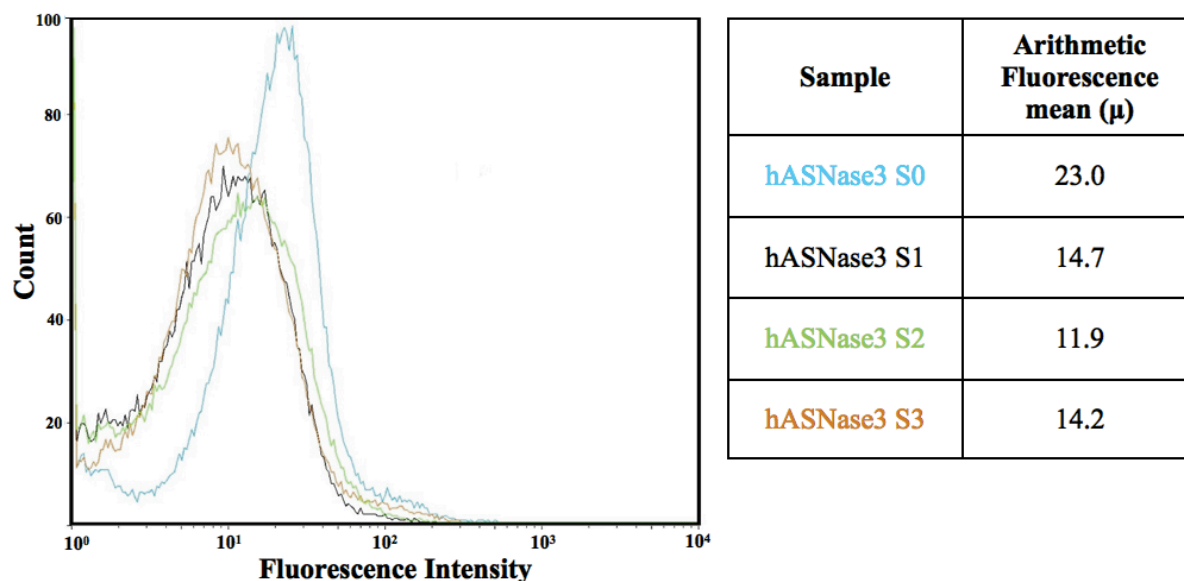 100
80
60
40
20
Count
10⁰ 10¹ 10² 10³ 10⁴
Fluorescence Intensity
Sample
Arithmetic
Fluorescence
mean (μ)
hASNase3 S0 23.0
hASNase3 S1 14.7
hASNase3 S2 11.9
hASNase3 S3 14.2